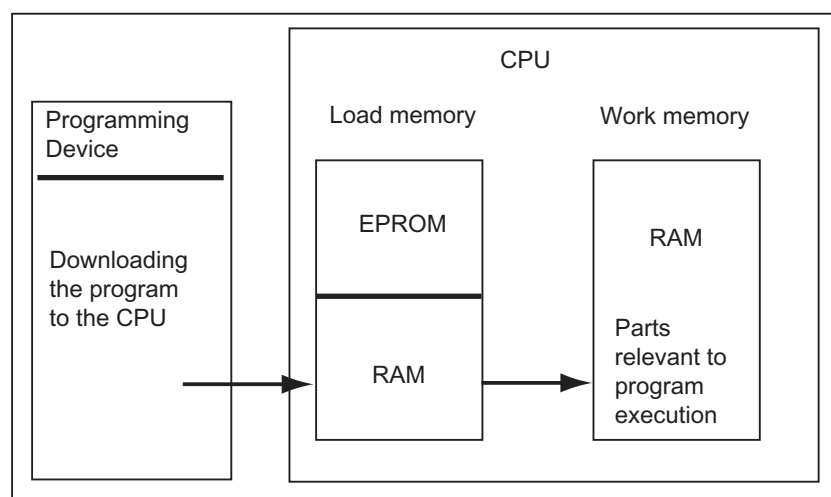 CPU
Programming
Device
Load memory
Work memory
EPROM
RAM
Downloading
the program
to the CPU
RAM
Parts
relevant to
program
execution